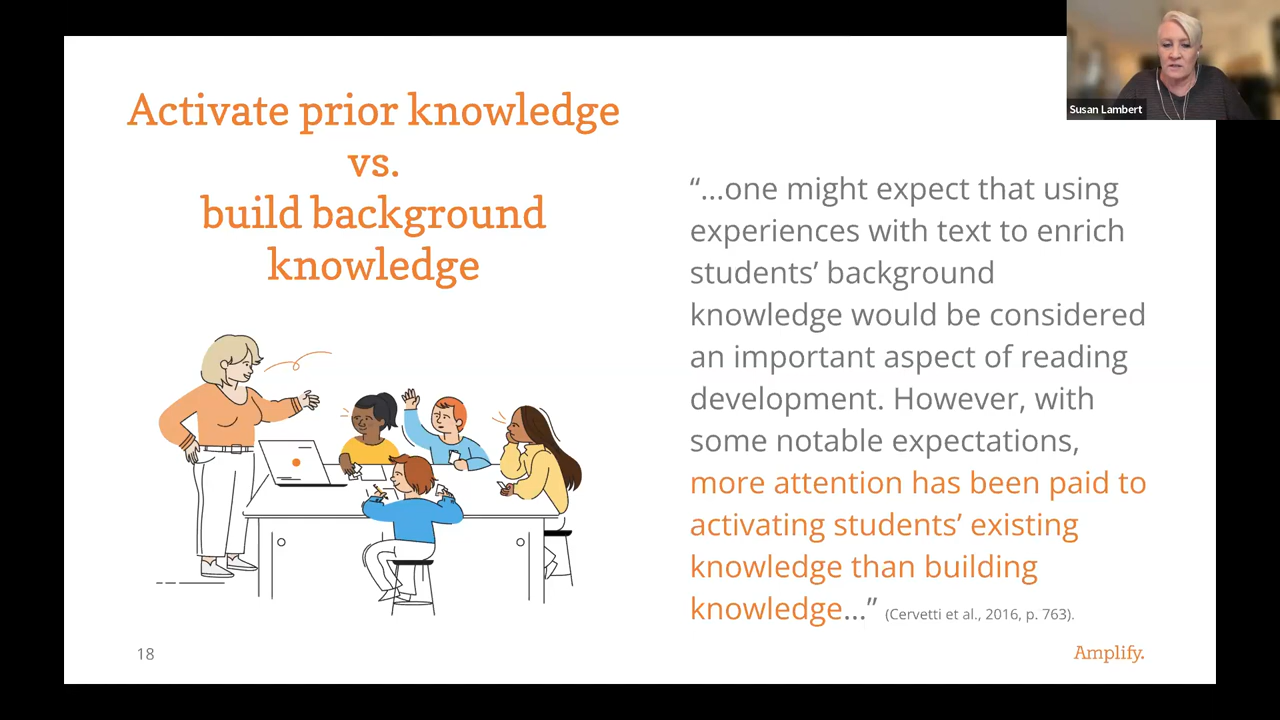 Activate prior knowledge
vs.
build background
knowledge
Susan Lambert
“...one might expect that using
experiences with text to enrich
students’ background
knowledge would be considered
an important aspect of reading
development. However, with
some notable expectations,
more attention has been paid to
activating students’ existing
knowledge than building
knowledge...” (Cervetti et al., 2016, p. 763).
18
Amplify.